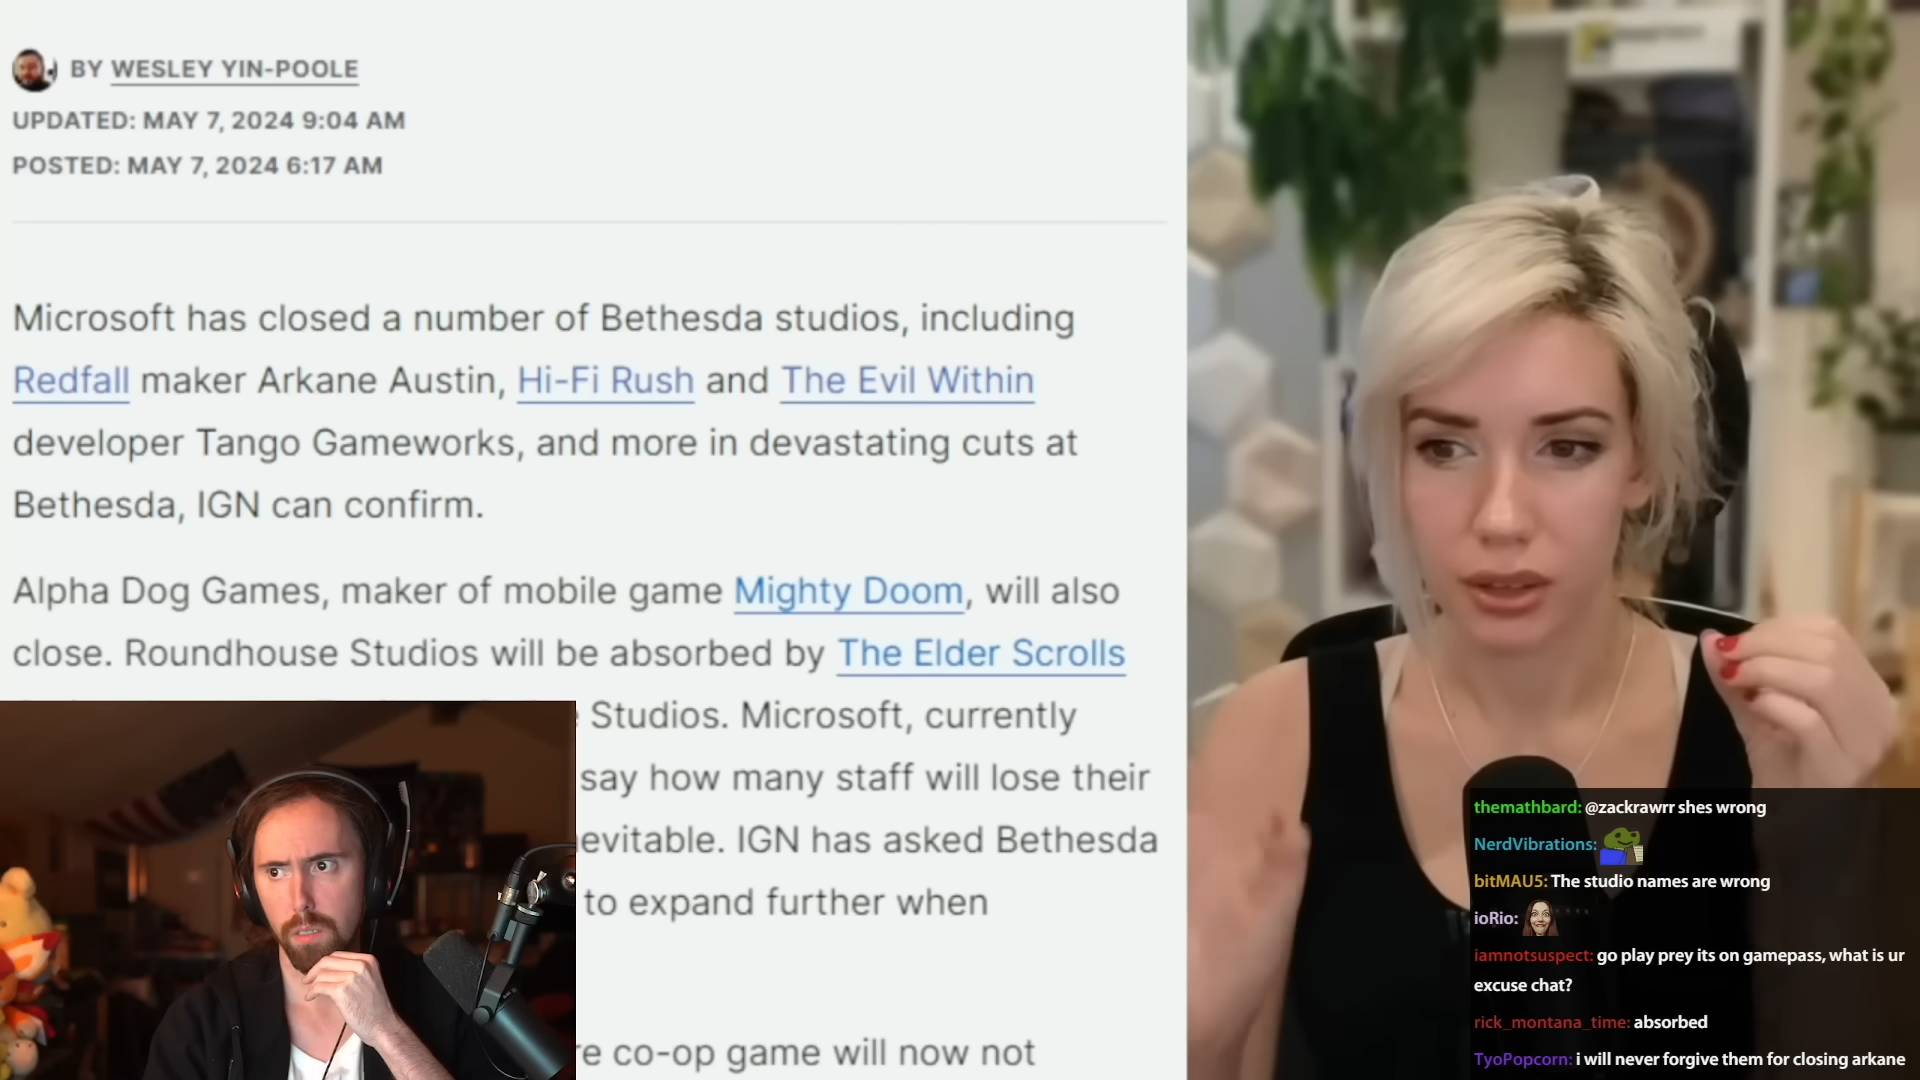 BY WESLEY YIN-POOLE
UPDATED: MAY 7, 2024 9:04 AM
POSTED: MAY 7, 2024 6:17 AM
Microsoft has closed a number of Bethesda studios, including
Redfall maker Arkane Austin, Hi-Fi Rush and The Evil Within
developer Tango Gameworks, and more in devastating cuts at
Bethesda, IGN can confirm.
Alpha Dog Games, maker of mobile game Mighty Doom, will also
close. Roundhouse Studios will be absorbed by The Elder Scrolls
Studios. Microsoft, currently
say how many staff will lose their
evitable. IGN has asked Bethesda
to expand further when
e co-op game will now not
themathbard: @zackrawrr shes wrong
NerdVibrations:
bitMAU5: The studio names are wrong
ioRio:
iamnotsuspect: go play prey its on gamepass, what is ur
excuse chat?
rick_montana_time: absorbed
TyoPopcorn: i will never forgive them for closing arkane